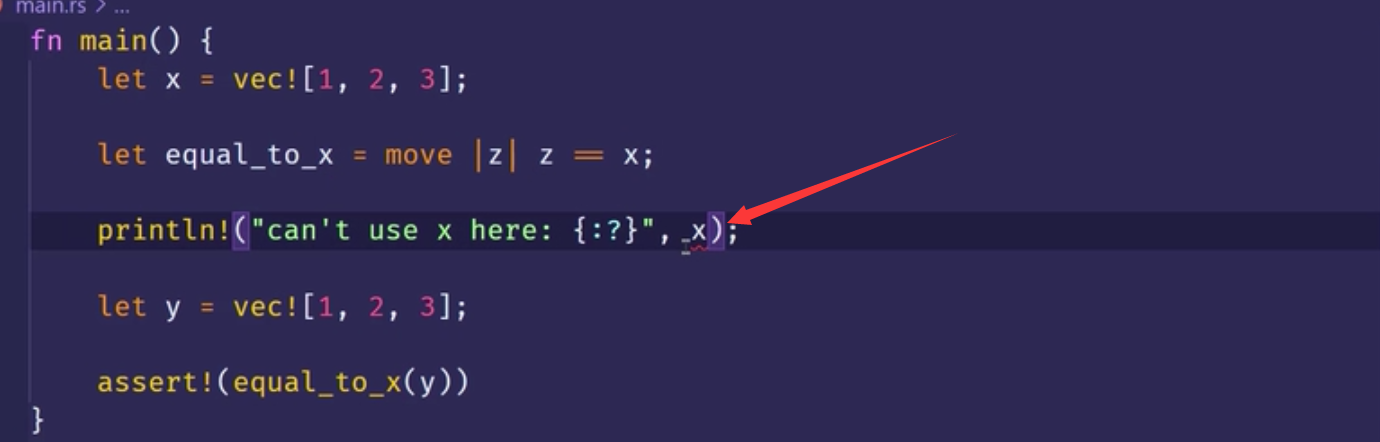 main.rs > ...
fn main() {
let x = vec![1, 2, 3];
let equal_to_x = move |z| z == x;
println!("can't use x here: {:?}", x);
let y = vec![1, 2, 3];
assert!(equal_to_x(y))
}